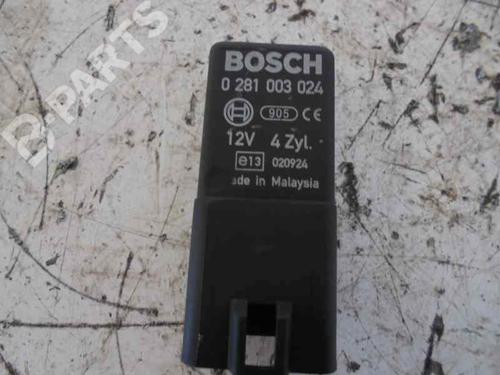 BOSCH
0 281 003 024
905 CE
12V 4 Zyl.
e13 020924
ade in Malaysia
B-PARTS